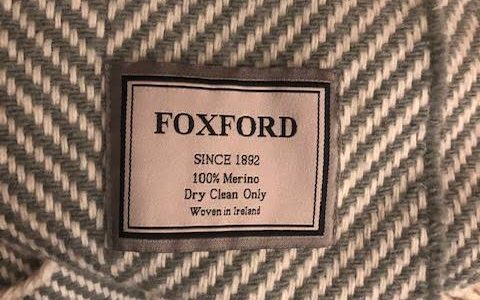 FOXFORD
SINCE 1892
100% Merino
Dry Clean Only
Woven in Ireland